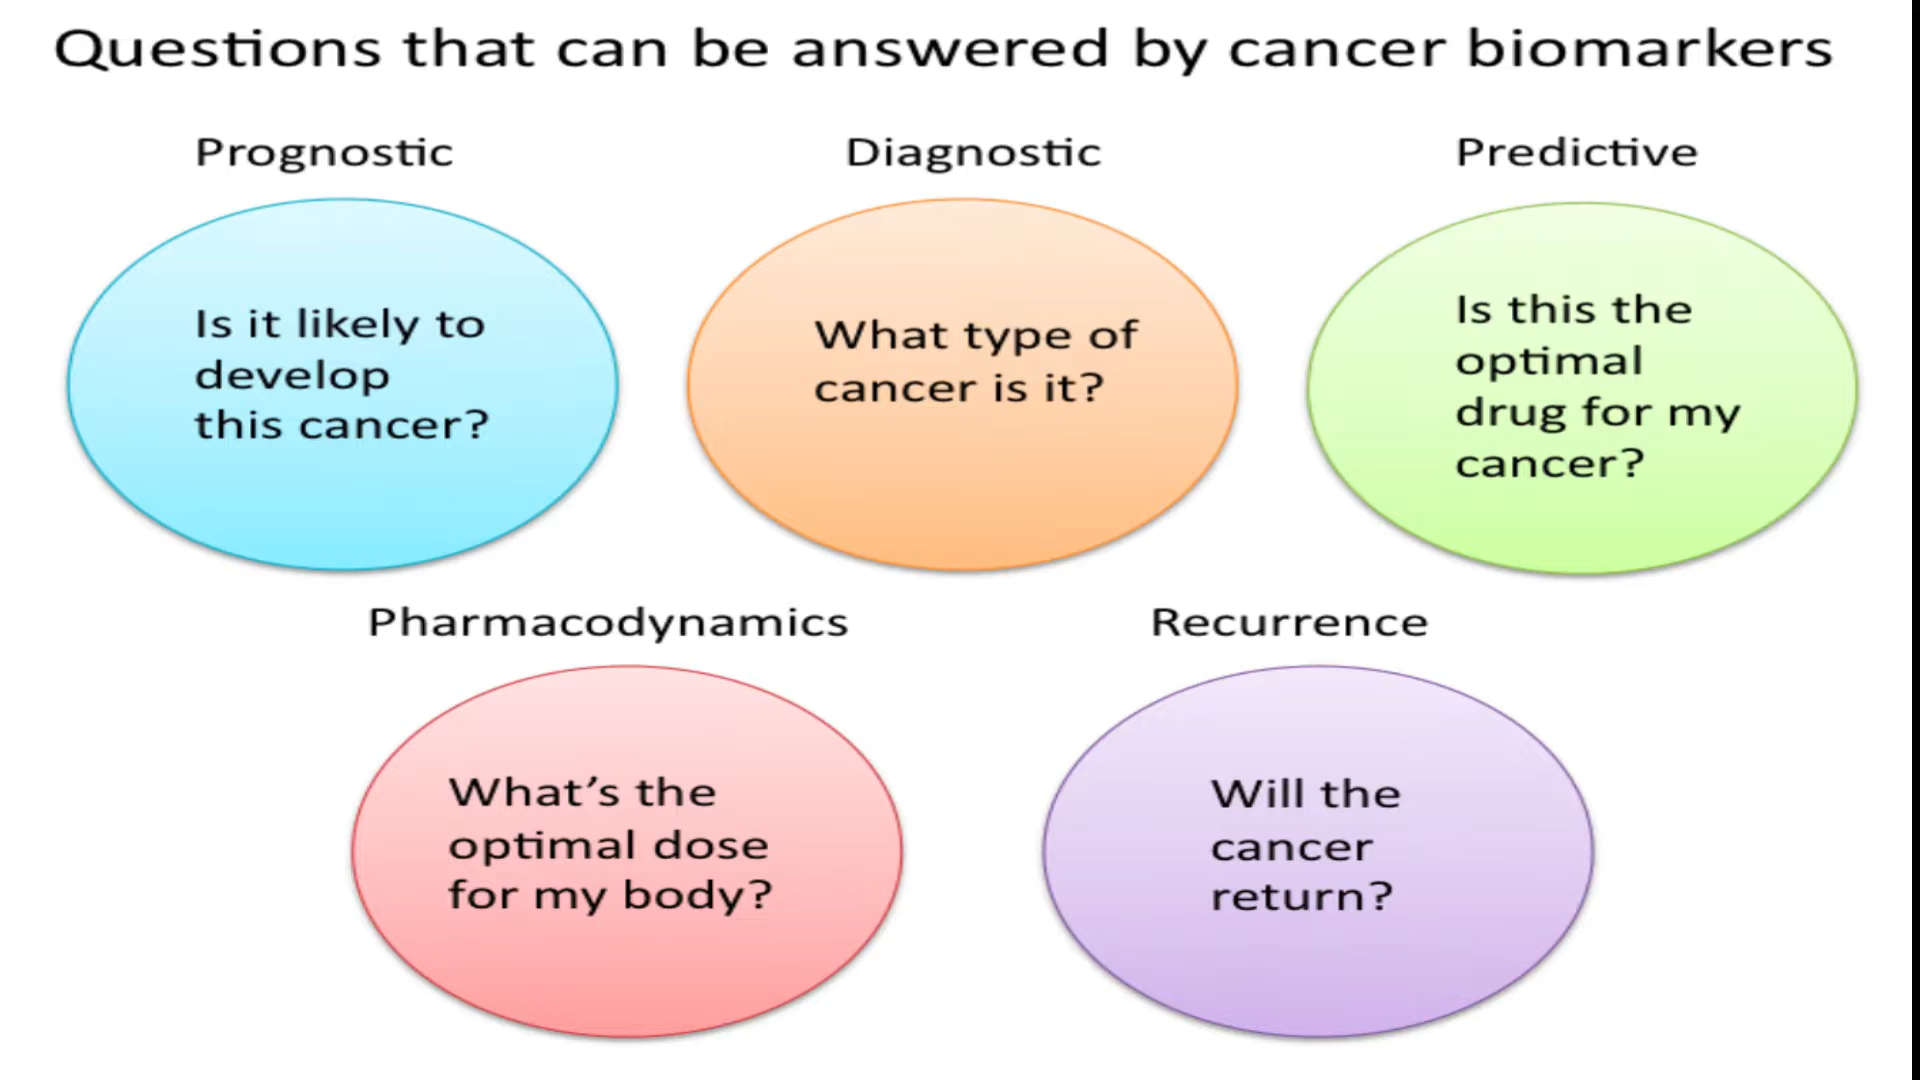 Questions that can be answered by cancer biomarkers
Prognostic
Is it likely to
develop
this cancer?
Diagnostic
What type of
cancer is it?
Predictive
Is this the
optimal
drug for my
cancer?
Pharmacodynamics
What’s the
optimal dose
for my body?
Recurrence
Will the
cancer
return?